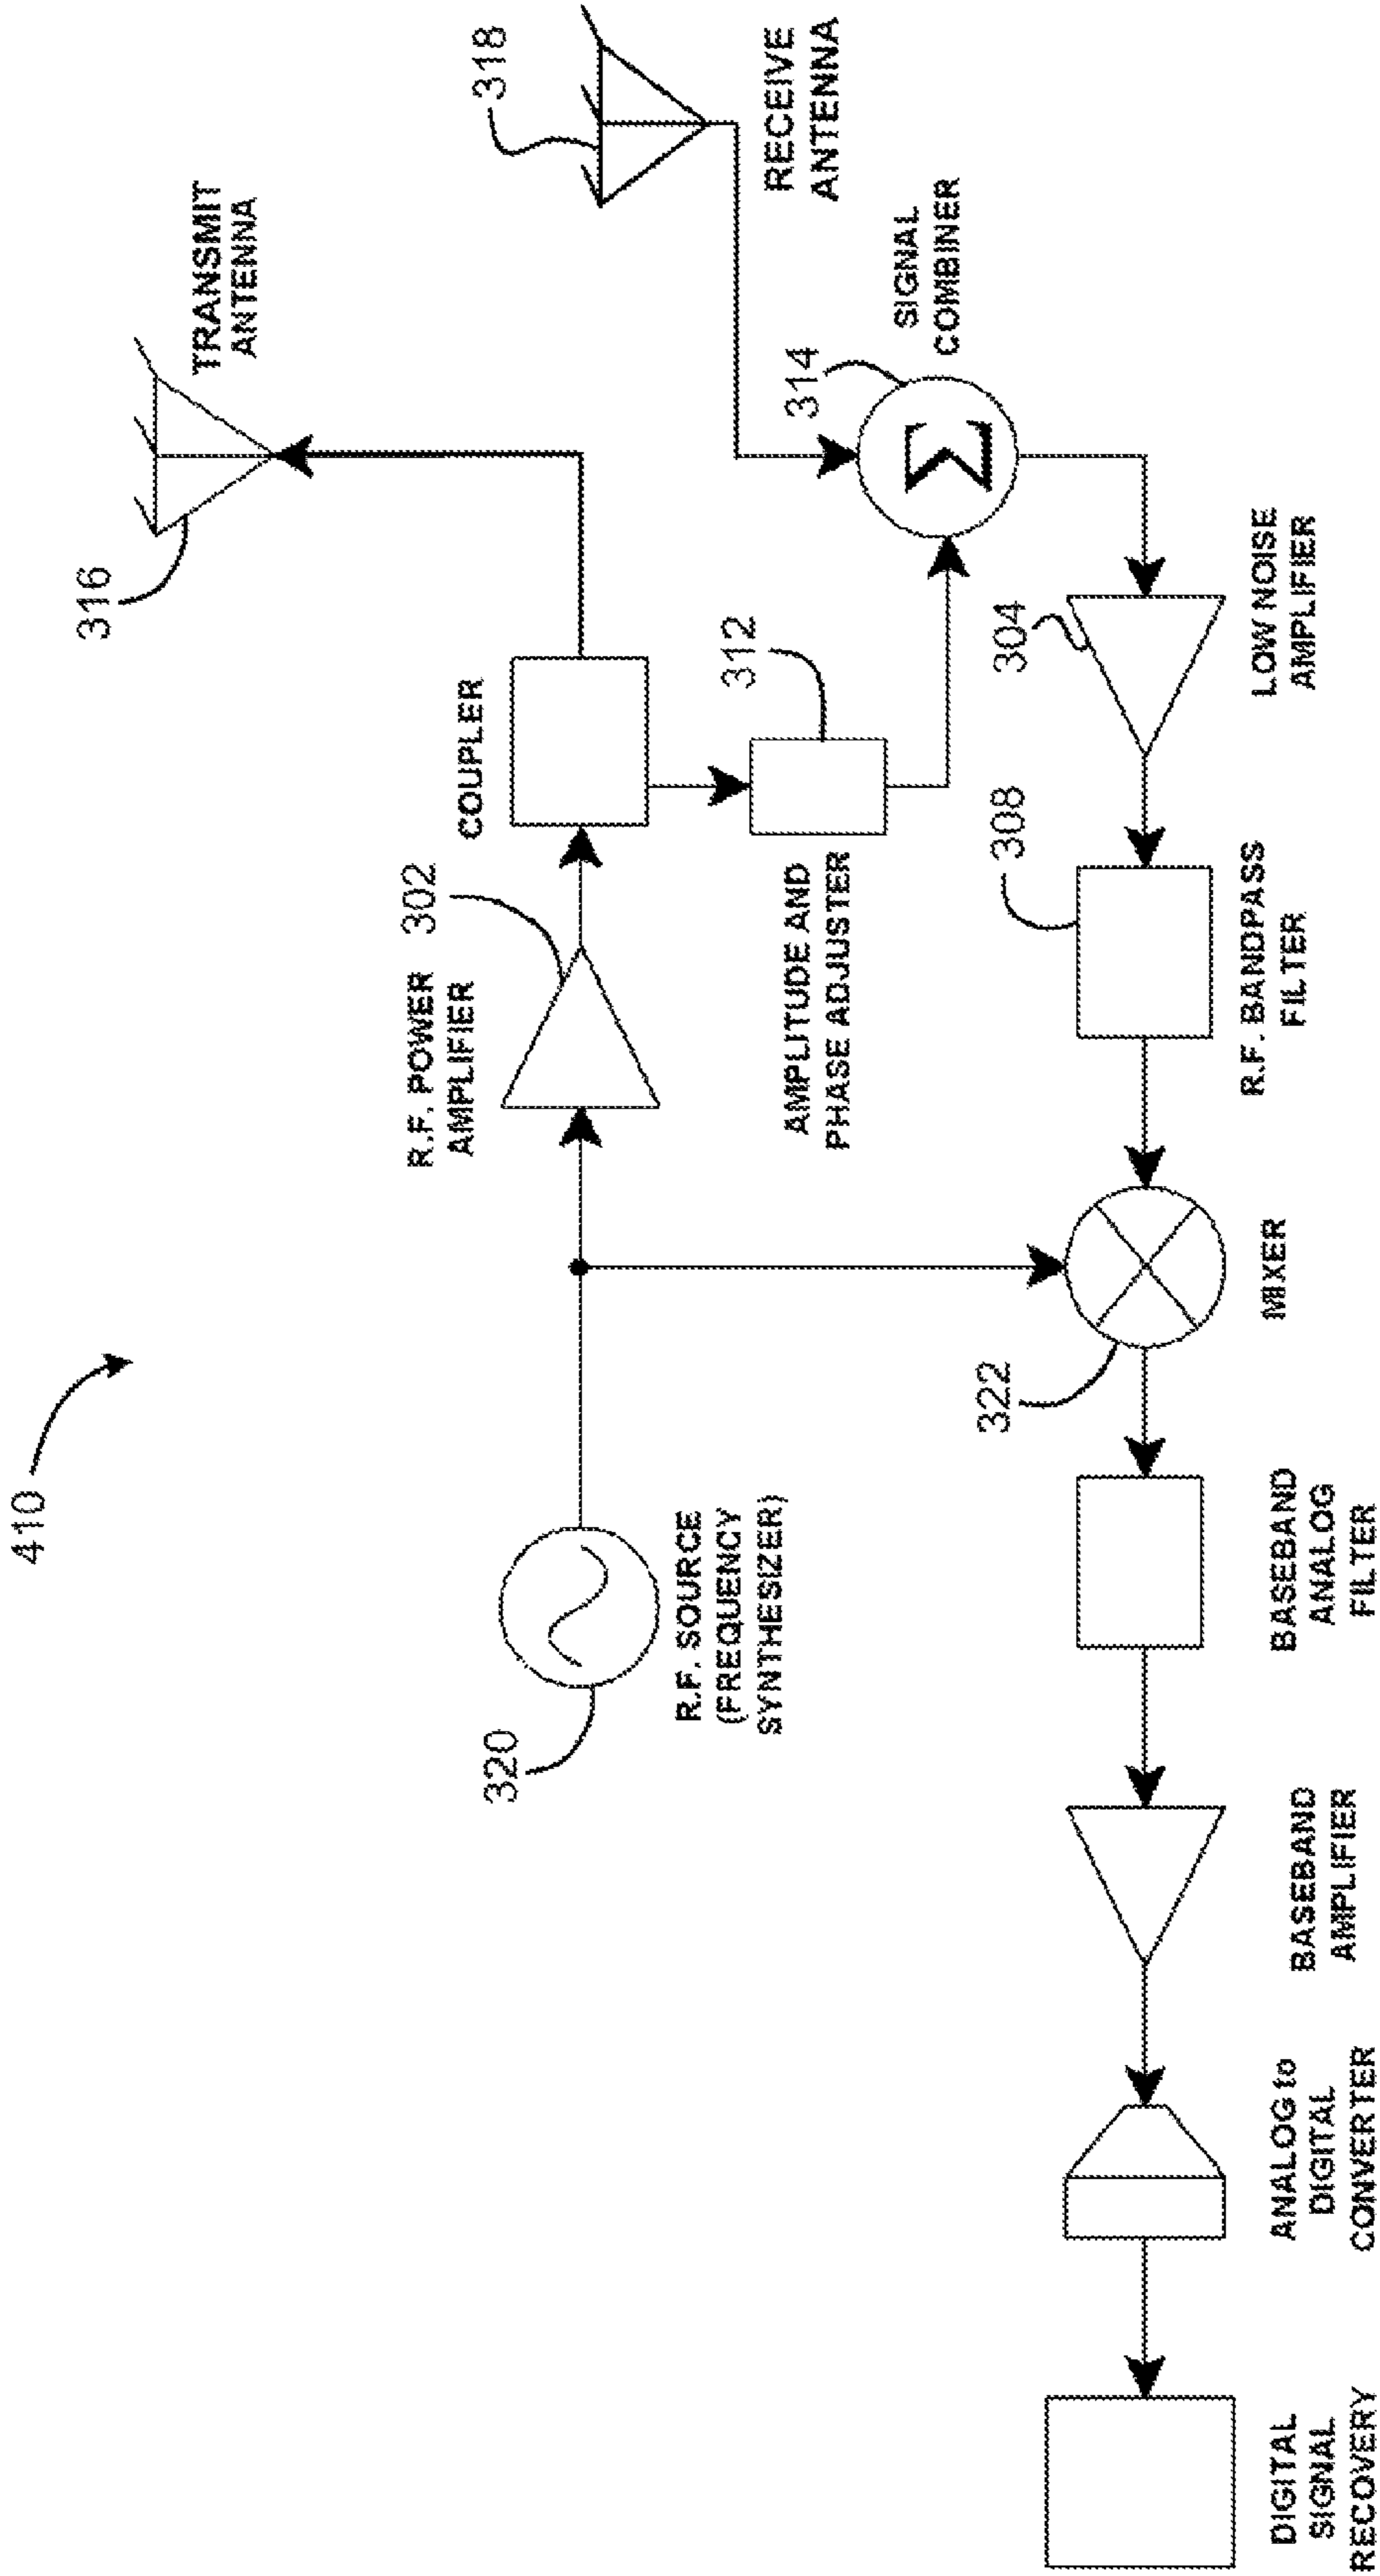 410
316
TRANSMIT
ANTENNA
318
RECEIVE
ANTENNA
320
R.F. SOURCE
(FREQUENCY
SYNTHESIZER)
R.F. POWER
AMPLIFIER
302
COUPLER
AMPLITUDE AND
PHASE ADJUSTER
312
314
SIGNAL
COMBINER
DIGITAL
SIGNAL
RECOVERY
ANALOG to
DIGITAL
CONVERTER
BASEBAND
AMPLIFIER
BASEBAND
ANALOG
FILTER
322
MIXER
308
R.F. BANDPASS
FILTER
304
LOW NOISE
AMPLIFIER
Σ